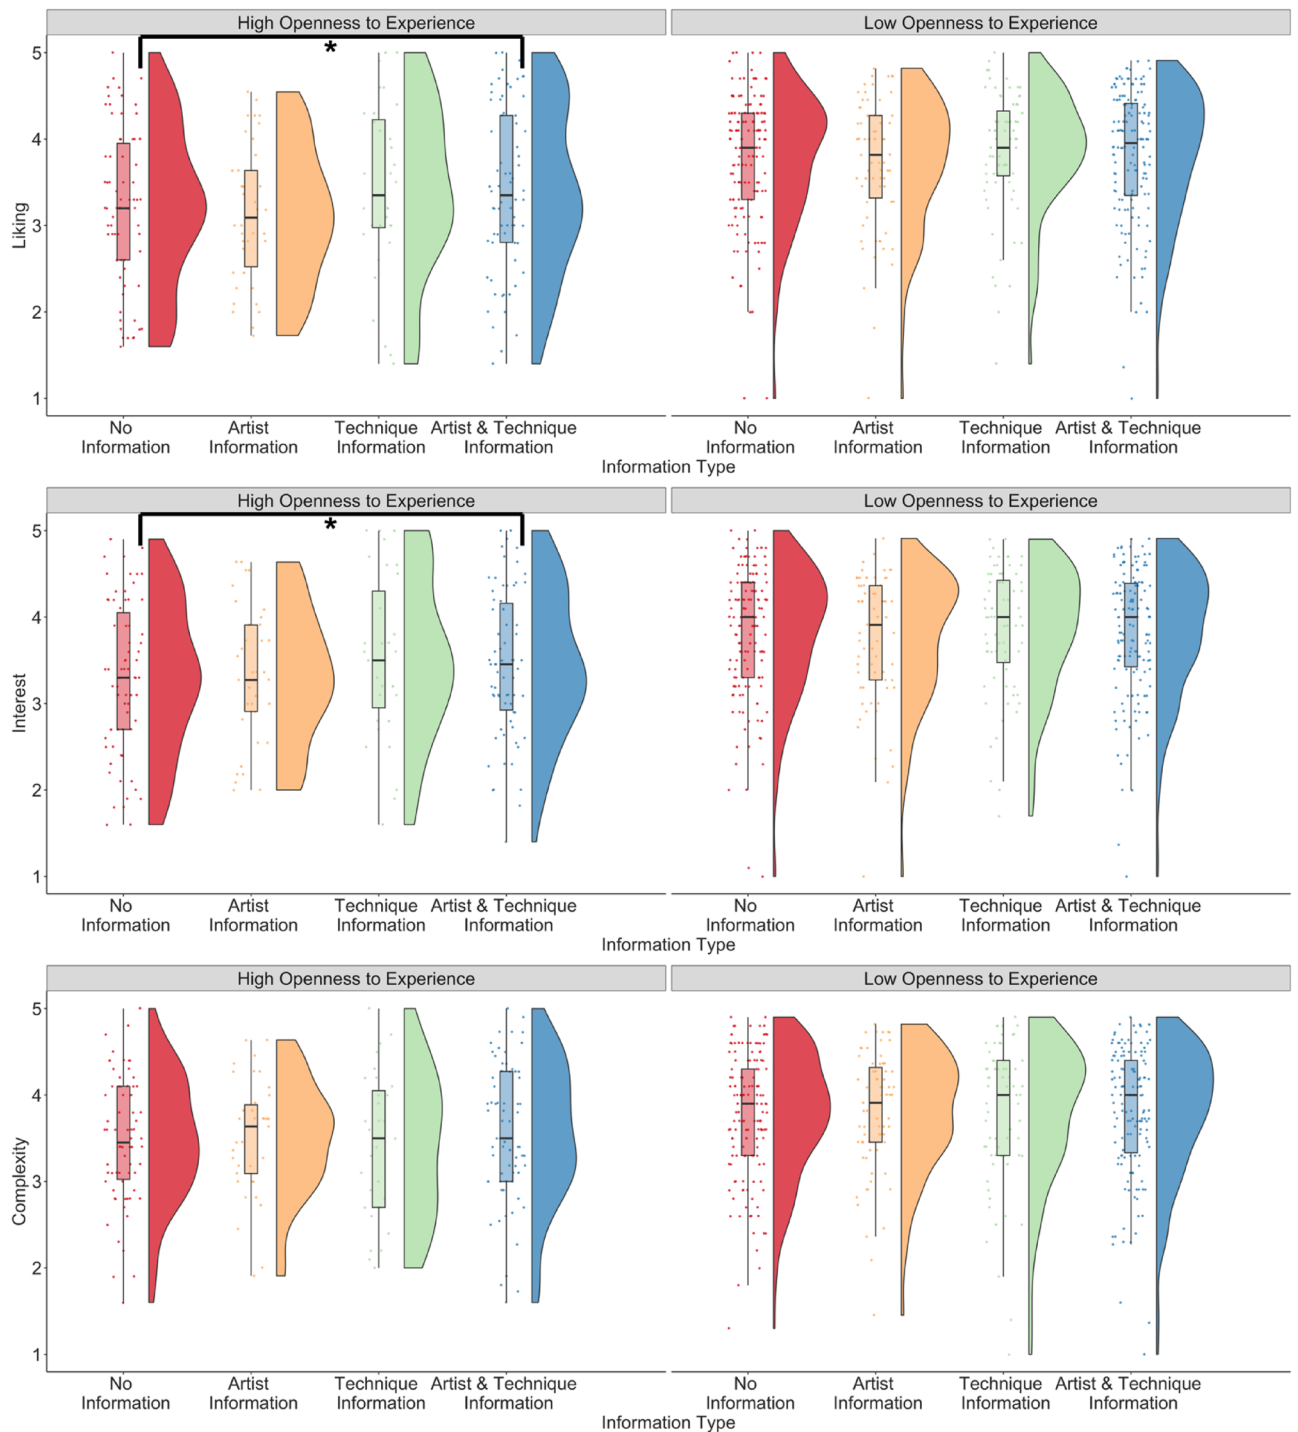 High Openness to Experience
Low Openness to Experience
*
5
4
3
2
1
Liking
No Information
Artist Information
Technique Information
Artist & Technique Information
No Information
Artist Information
Technique Information
Artist & Technique Information
Information Type
High Openness to Experience
Low Openness to Experience
*
5
4
3
2
1
Interest
No Information
Artist Information
Technique Information
Artist & Technique Information
No Information
Artist Information
Technique Information
Artist & Technique Information
Information Type
High Openness to Experience
Low Openness to Experience
5
4
3
2
1
Complexity
No Information
Artist Information
Technique Information
Artist & Technique Information
No Information
Artist Information
Technique Information
Artist & Technique Information
Information Type